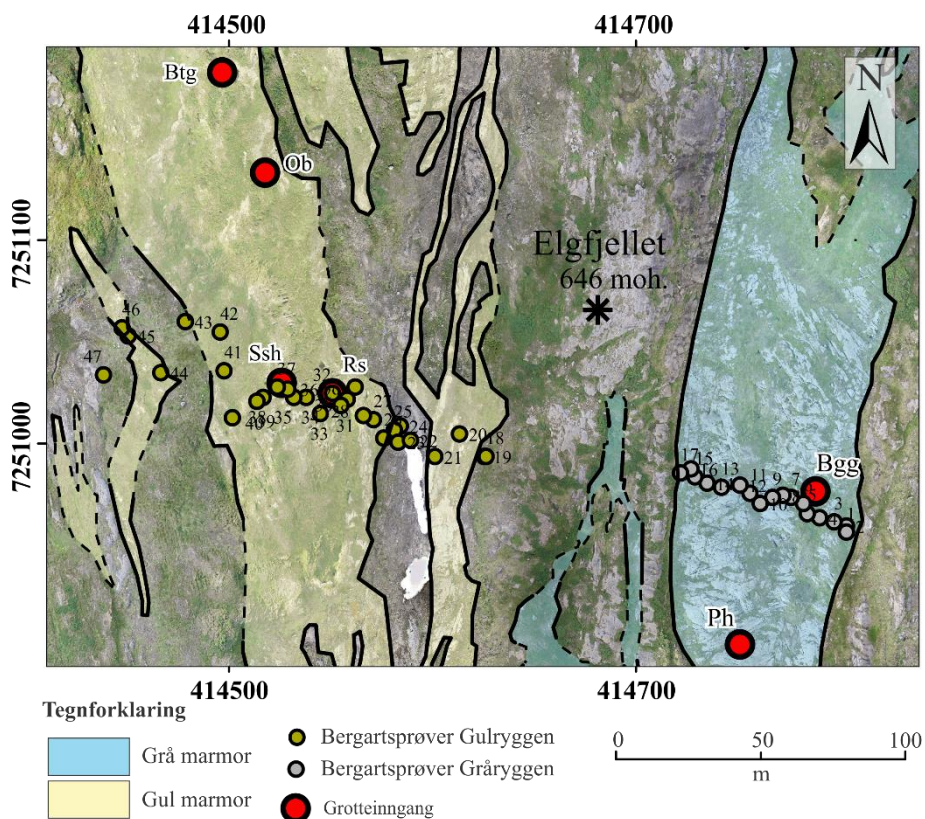 414500 414700
Btg
N
Ob
7251100
Elgfjellet
646 moh.
46 43 42
45
47 41
44
Ssh Rs
37 32
36
38 39 35 28 27
40 34 31 25
33 24
22 20 18
21 19
7251000
17 15
16 13 11 9 7 Bgg
12 3
10 5
4 1
2
Ph
414500 414700
Tegnforklaring
Grå marmor
Gul marmor
Bergartsprøver Gulryggen
Bergartsprøver Gråryggen
Grotteinngang
0 50 100
m